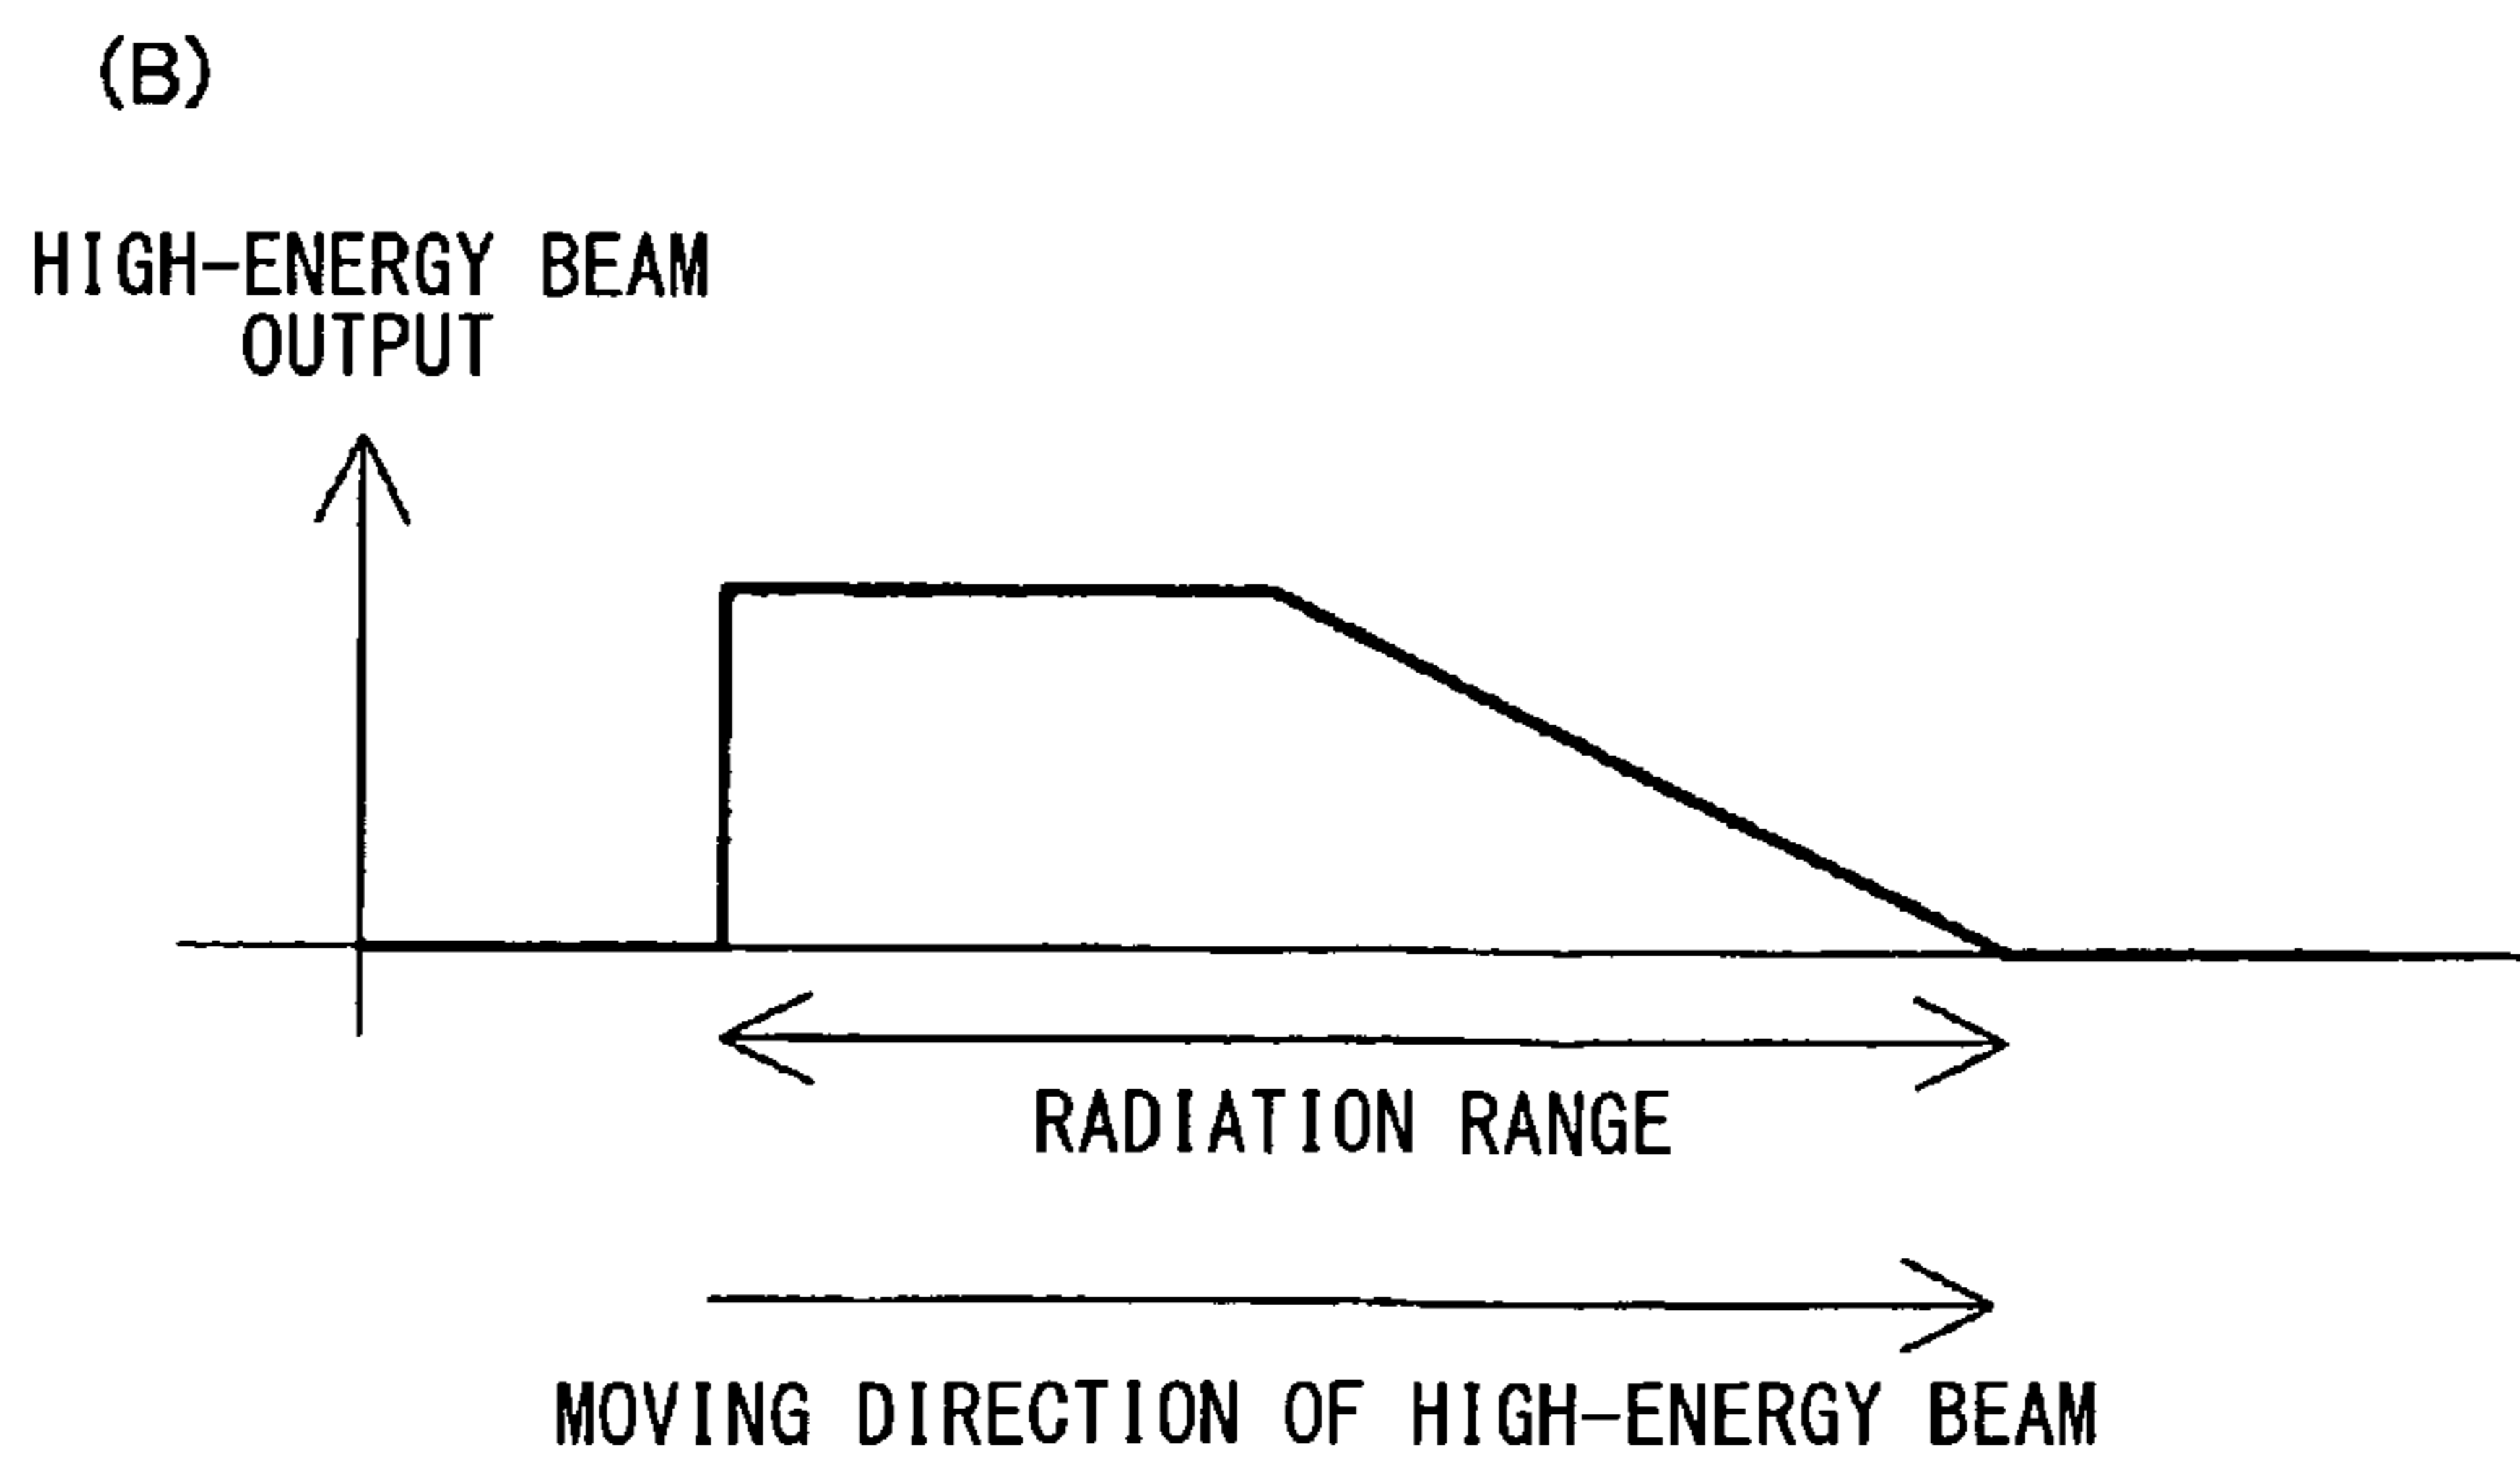 (B)
HIGH-ENERGY BEAM
OUTPUT
RADIATION RANGE
MOVING DIRECTION OF HIGH-ENERGY BEAM